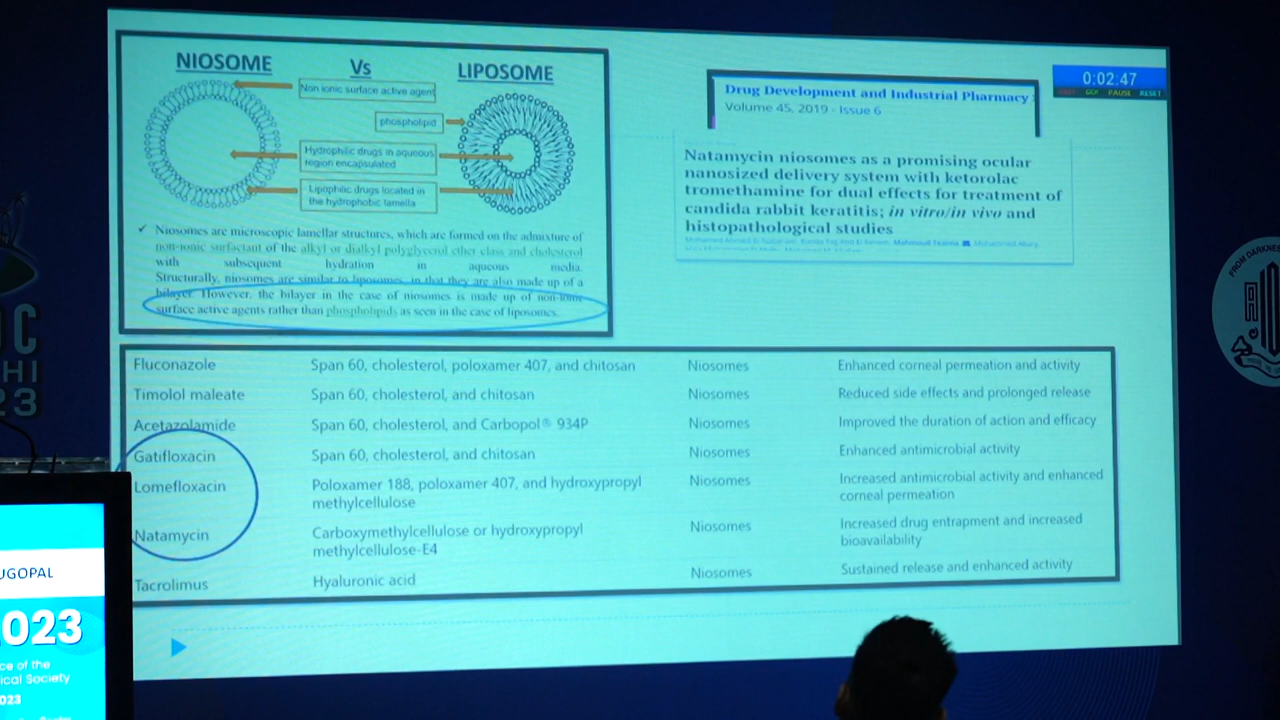 NIOSOME
Vs
LIPOSOME
Non ionic surface active agent
phospholipid
Hydrophilic drugs in aqueous
region encapsulated
Lipophilic drugs located in
the hydrophobic lamella
✓ Niosomes are microscopic lamellar structures, which are formed on the admixture of
non-ionic surfactant of the alkyl or dialkyl polyglycerol ether class and cholesterol
with subsequent hydration in aqueous media.
Structurally, niosomes are similar to liposomes, in that they are also made up of a
bilayer. However, the bilayer in the case of niosomes is made up of non-ionic
surface active agents rather than phospholipids as seen in the case of liposomes.
Drug Development and Industrial Pharmacy
Volume 45, 2019 - Issue 6
0:02:47
GO! PAUSE RESET
Natamycin niosomes as a promising ocular
nanosized delivery system with ketorolac
tromethamine for dual effects for treatment of
candida rabbit keratitis; in vitro/in vivo and
histopathological studies
Fluconazole Span 60, cholesterol, poloxamer 407, and chitosan Niosomes Enhanced corneal permeation and activity
Timolol maleate Span 60, cholesterol, and chitosan Niosomes Reduced side effects and prolonged release
Acetazolamide Span 60, cholesterol, and Carbopol® 934P Niosomes Improved the duration of action and efficacy
Gatifloxacin Span 60, cholesterol, and chitosan Niosomes Enhanced antimicrobial activity
Lomefloxacin Poloxamer 188, poloxamer 407, and hydroxypropyl Niosomes Increased antimicrobial activity and enhanced
methylcellulose corneal permeation
Natamycin Carboxymethylcellulose or hydroxypropyl Niosomes Increased drug entrapment and increased
methylcellulose-E4 bioavailability
Tacrolimus Hyaluronic acid Niosomes Sustained release and enhanced activity
UGOPAL
2023
ce of the
ical Society
023
OC
HI
23
FROM DARKNESS